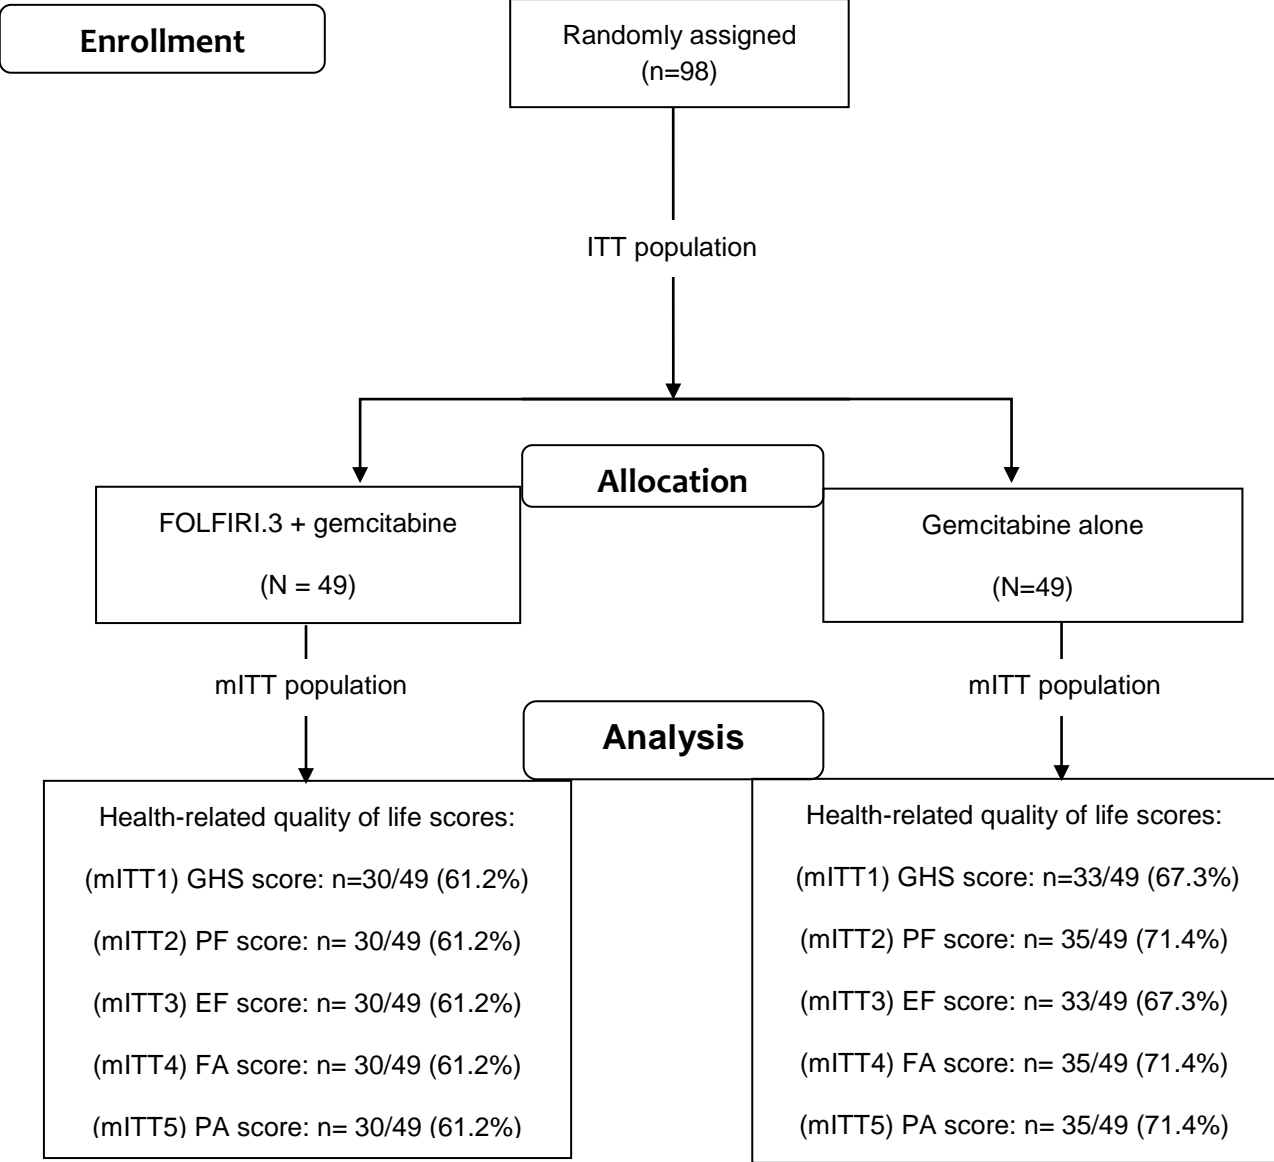 Enrollment
Randomly assigned
(n=98)
ITT population
Allocation
FOLFIRI.3 + gemcitabine
(N = 49)
Gemcitabine alone
(N=49)
mITT population
mITT population
Analysis
Health-related quality of life scores:
(mITT1) GHS score: n=30/49 (61.2%)
(mITT2) PF score: n= 30/49 (61.2%)
(mITT3) EF score: n= 30/49 (61.2%)
(mITT4) FA score: n= 30/49 (61.2%)
(mITT5) PA score: n= 30/49 (61.2%)
Health-related quality of life scores:
(mITT1) GHS score: n=33/49 (67.3%)
(mITT2) PF score: n= 35/49 (71.4%)
(mITT3) EF score: n= 33/49 (67.3%)
(mITT4) FA score: n= 35/49 (71.4%)
(mITT5) PA score: n= 35/49 (71.4%)